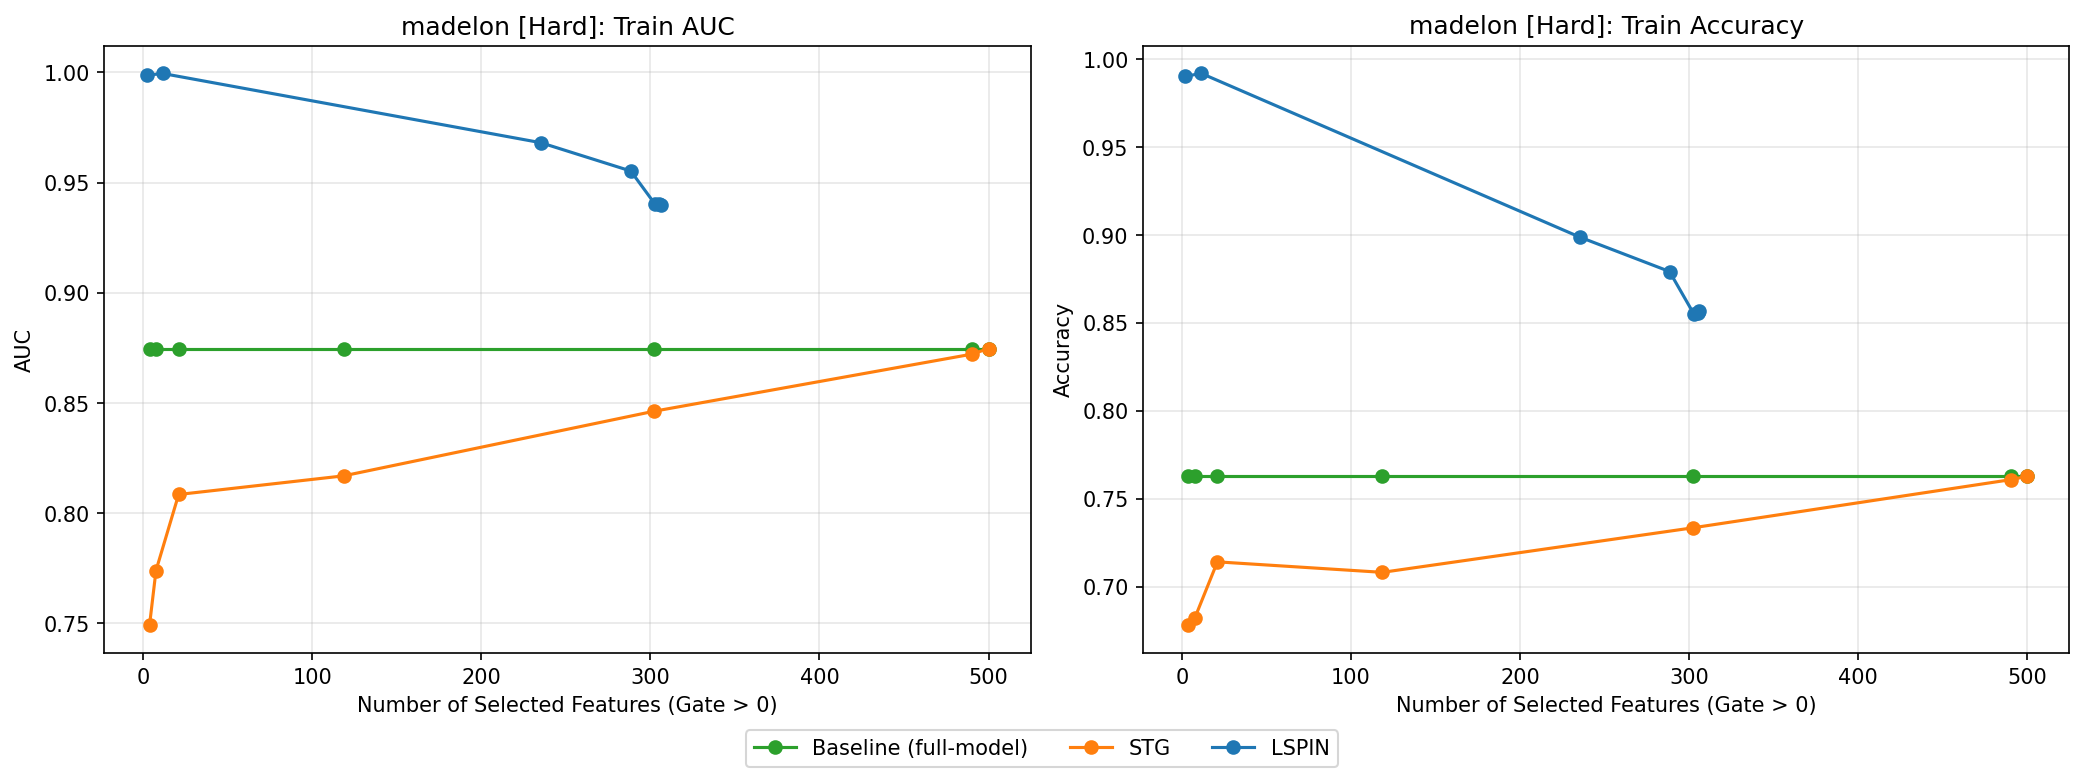 madelon [Hard]: Train AUC
1.00
0.95
0.90
0.85
0.80
0.75
AUC
0 100 200 300 400 500
Number of Selected Features (Gate > 0)
madelon [Hard]: Train Accuracy
1.00
0.95
0.90
0.85
0.80
0.75
0.70
Accuracy
0 100 200 300 400 500
Number of Selected Features (Gate > 0)
Baseline (full-model) STG LSPIN